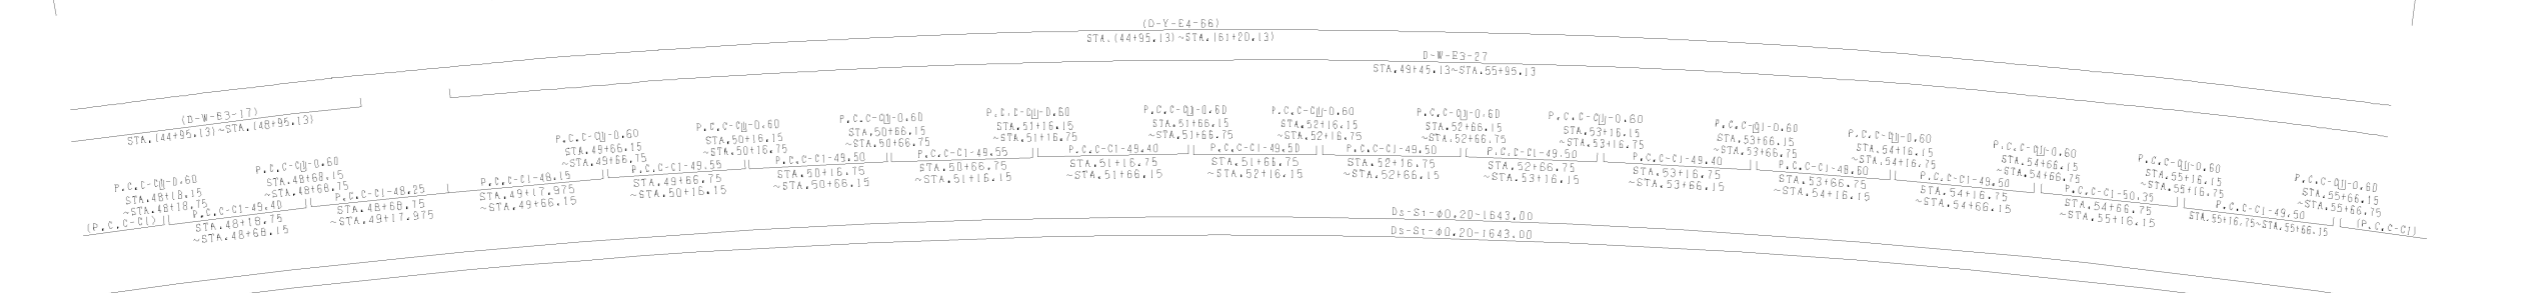 (D-Y-E4-66)
STA.(44+95.13)~STA.(61+20.13)
D-W-E3-27
STA.49+45.13~STA.55+95.13
(D-W-E3-17)
STA.(44+95.13)~STA.(48+95.13)
P.C.C-CⅣ-0.60
STA.48+18.15
~STA.48+18.75
P.C.C-CⅣ-0.60
STA.48+68.15
~STA.48+68.75
P.C.C-CⅣ-0.60
STA.49+66.15
~STA.49+66.75
P.C.C-CⅣ-0.60
STA.50+16.15
~STA.50+16.75
P.C.C-CⅣ-0.60
STA.50+66.15
~STA.50+66.75
P.C.C-CⅣ-0.60
STA.51+16.15
~STA.51+16.75
P.C.C-CⅣ-0.60
STA.51+66.15
~STA.51+66.75
P.C.C-CⅣ-0.60
STA.52+16.15
~STA.52+16.75
P.C.C-CⅣ-0.60
STA.52+66.15
~STA.52+66.75
P.C.C-CⅣ-0.60
STA.53+16.15
~STA.53+16.75
P.C.C-CⅣ-0.60
STA.53+66.15
~STA.53+66.75
P.C.C-CⅣ-0.60
STA.54+16.15
~STA.54+16.75
P.C.C-CⅣ-0.60
STA.54+66.15
~STA.54+66.75
P.C.C-CⅣ-0.60
STA.55+16.15
~STA.55+16.75
P.C.C-CⅣ-0.60
STA.55+66.15
~STA.55+66.75
(P.C.C-CⅠ)
P.C.C-CⅠ-49.40
STA.48+18.75
~STA.48+68.15
P.C.C-CⅠ-48.25
STA.48+68.75
~STA.49+17.975
P.C.C-CⅠ-48.15
STA.49+17.975
~STA.49+66.15
P.C.C-CⅠ-49.55
STA.49+66.75
~STA.50+16.15
P.C.C-CⅠ-49.50
STA.50+16.75
~STA.50+66.15
P.C.C-CⅠ-49.55
STA.50+66.75
~STA.51+16.15
P.C.C-CⅠ-49.40
STA.51+16.75
~STA.51+66.15
P.C.C-CⅠ-49.50
STA.51+66.75
~STA.52+16.15
P.C.C-CⅠ-49.50
STA.52+16.75
~STA.52+66.15
P.C.C-CⅠ-49.50
STA.52+66.75
~STA.53+16.15
P.C.C-CⅠ-49.40
STA.53+16.75
~STA.53+66.15
P.C.C-CⅠ-48.60
STA.53+66.75
~STA.54+16.15
P.C.C-CⅠ-49.50
STA.54+16.75
~STA.54+66.15
P.C.C-CⅠ-50.35
STA.54+66.75
~STA.55+16.15
P.C.C-CⅠ-49.50
STA.55+16.75~STA.55+66.15
(P.C.C-CⅠ)
Ds-St-φ0.20-1643.00
Ds-St-φ0.20-1643.00